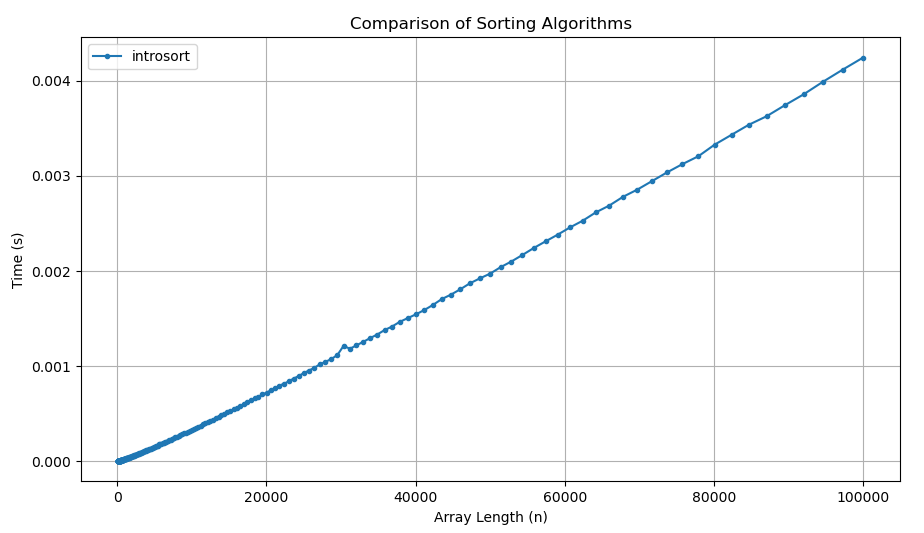 Comparison of Sorting Algorithms
introsort
0.004
0.003
0.002
0.001
0.000
Time (s)
0 20000 40000 60000 80000 100000
Array Length (n)